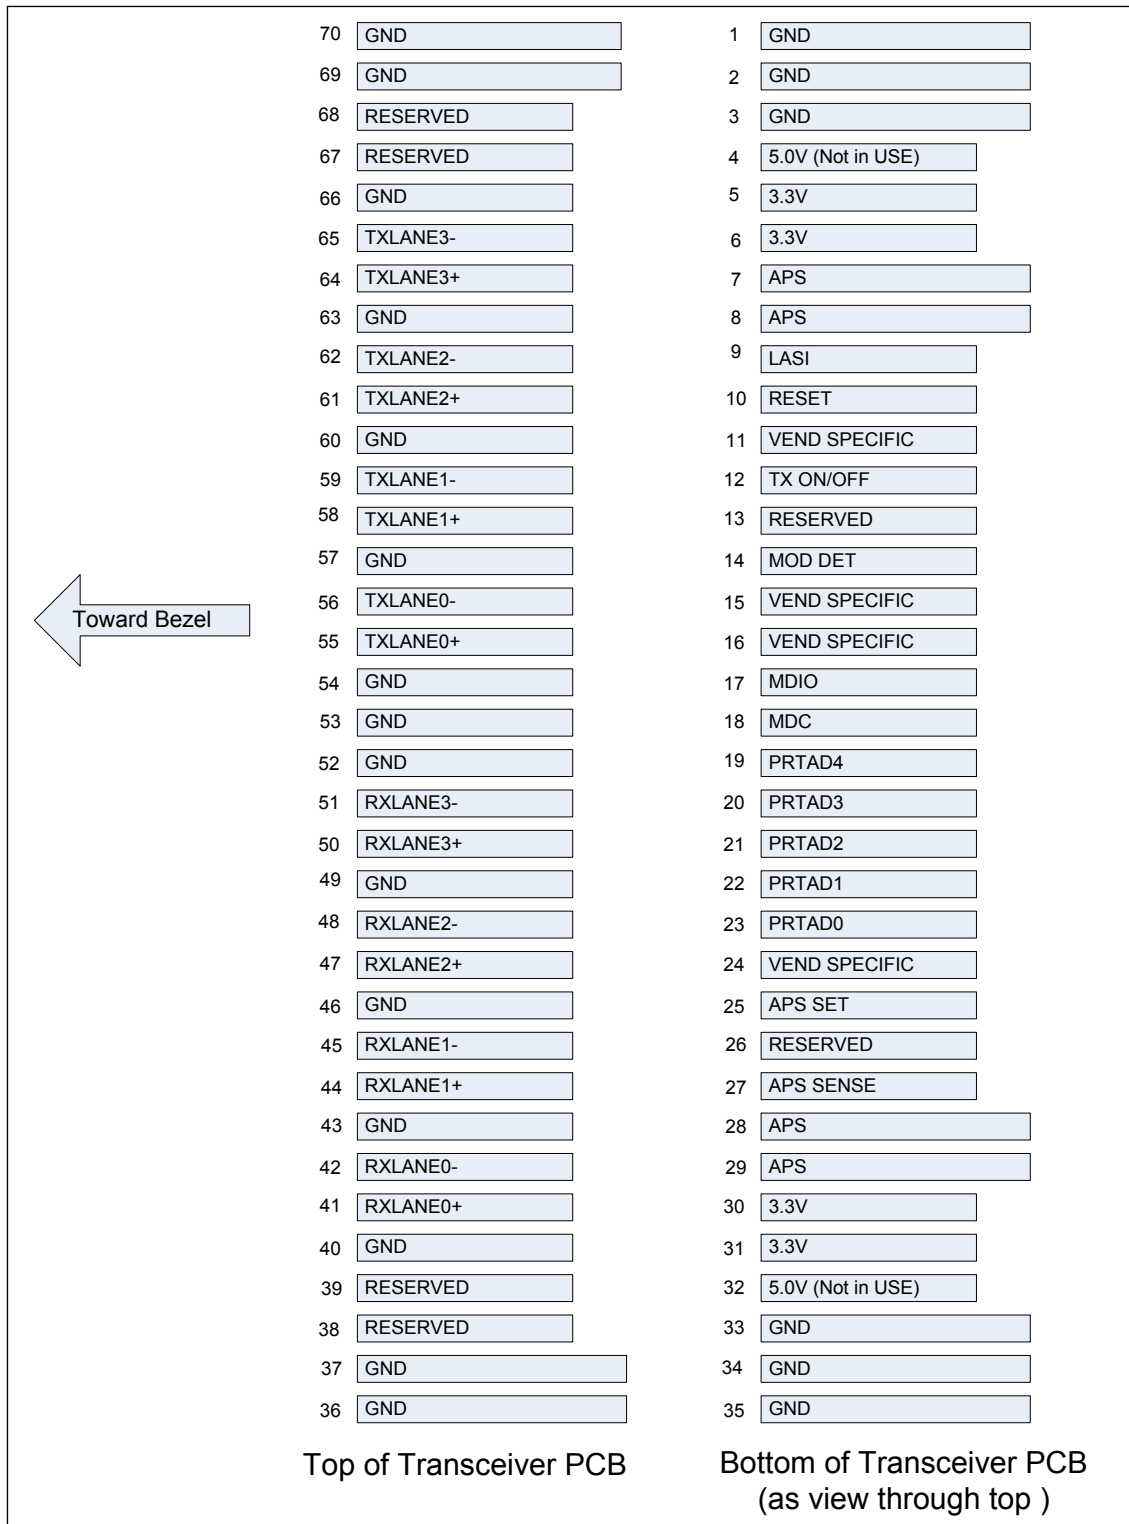 70 GND 1 GND
69 GND 2 GND
68 RESERVED 3 GND
67 RESERVED 4 5.0V (Not in USE)
66 GND 5 3.3V
65 TXLANE3- 6 3.3V
64 TXLANE3+ 7 APS
63 GND 8 APS
62 TXLANE2- 9 LASI
61 TXLANE2+ 10 RESET
60 GND 11 VEND SPECIFIC
59 TXLANE1- 12 TX ON/OFF
58 TXLANE1+ 13 RESERVED
57 GND 14 MOD DET
56 TXLANE0- 15 VEND SPECIFIC
Toward Bezel
55 TXLANE0+ 16 VEND SPECIFIC
54 GND 17 MDIO
53 GND 18 MDC
52 GND 19 PRTAD4
51 RXLANE3- 20 PRTAD3
50 RXLANE3+ 21 PRTAD2
49 GND 22 PRTAD1
48 RXLANE2- 23 PRTAD0
47 RXLANE2+ 24 VEND SPECIFIC
46 GND 25 APS SET
45 RXLANE1- 26 RESERVED
44 RXLANE1+ 27 APS SENSE
43 GND 28 APS
42 RXLANE0- 29 APS
41 RXLANE0+ 30 3.3V
40 GND 31 3.3V
39 RESERVED 32 5.0V (Not in USE)
38 RESERVED 33 GND
37 GND 34 GND
36 GND 35 GND
Top of Transceiver PCB
Bottom of Transceiver PCB
(as view through top )